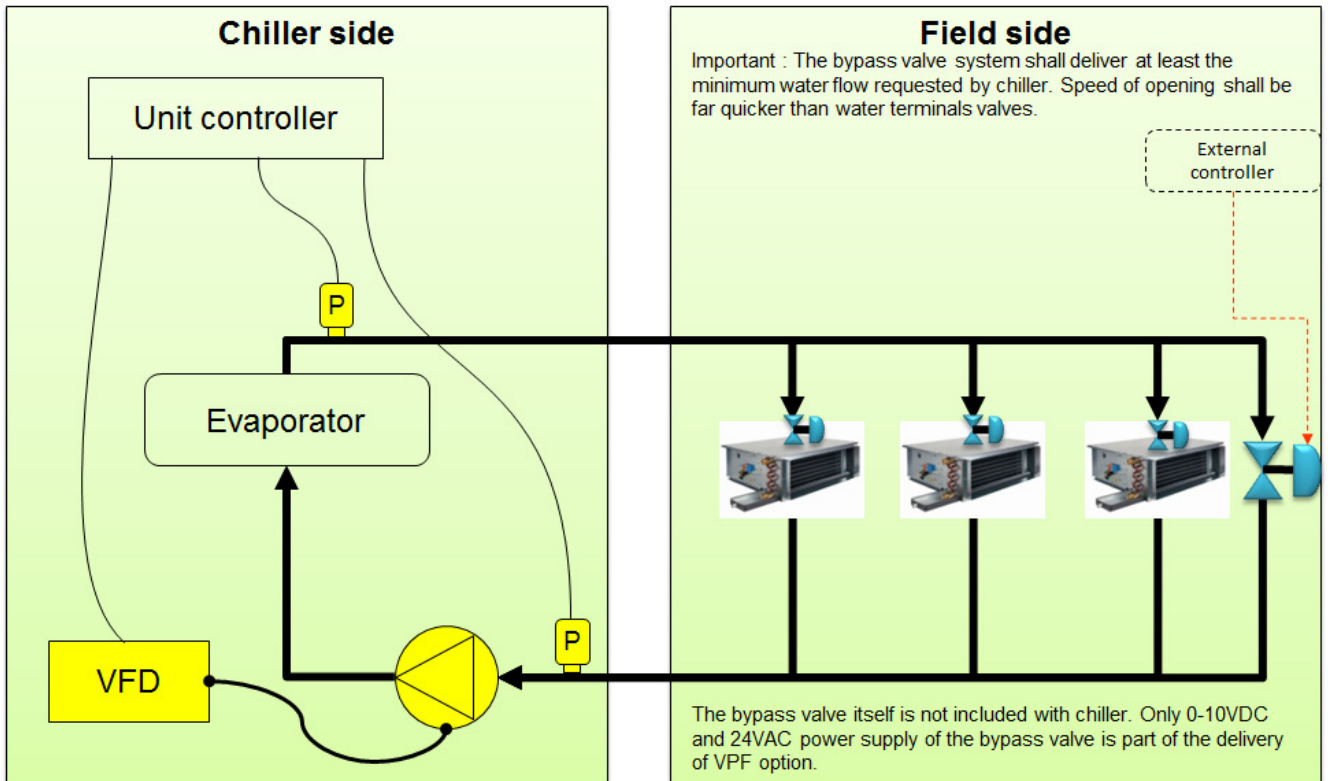 Chiller side
Unit controller
P
Evaporator
P
VFD
Field side
Important : The bypass valve system shall deliver at least the
minimum water flow requested by chiller. Speed of opening shall be
far quicker than water terminals valves.
External
controller
The bypass valve itself is not included with chiller. Only 0-10VDC
and 24VAC power supply of the bypass valve is part of the delivery
of VPF option.